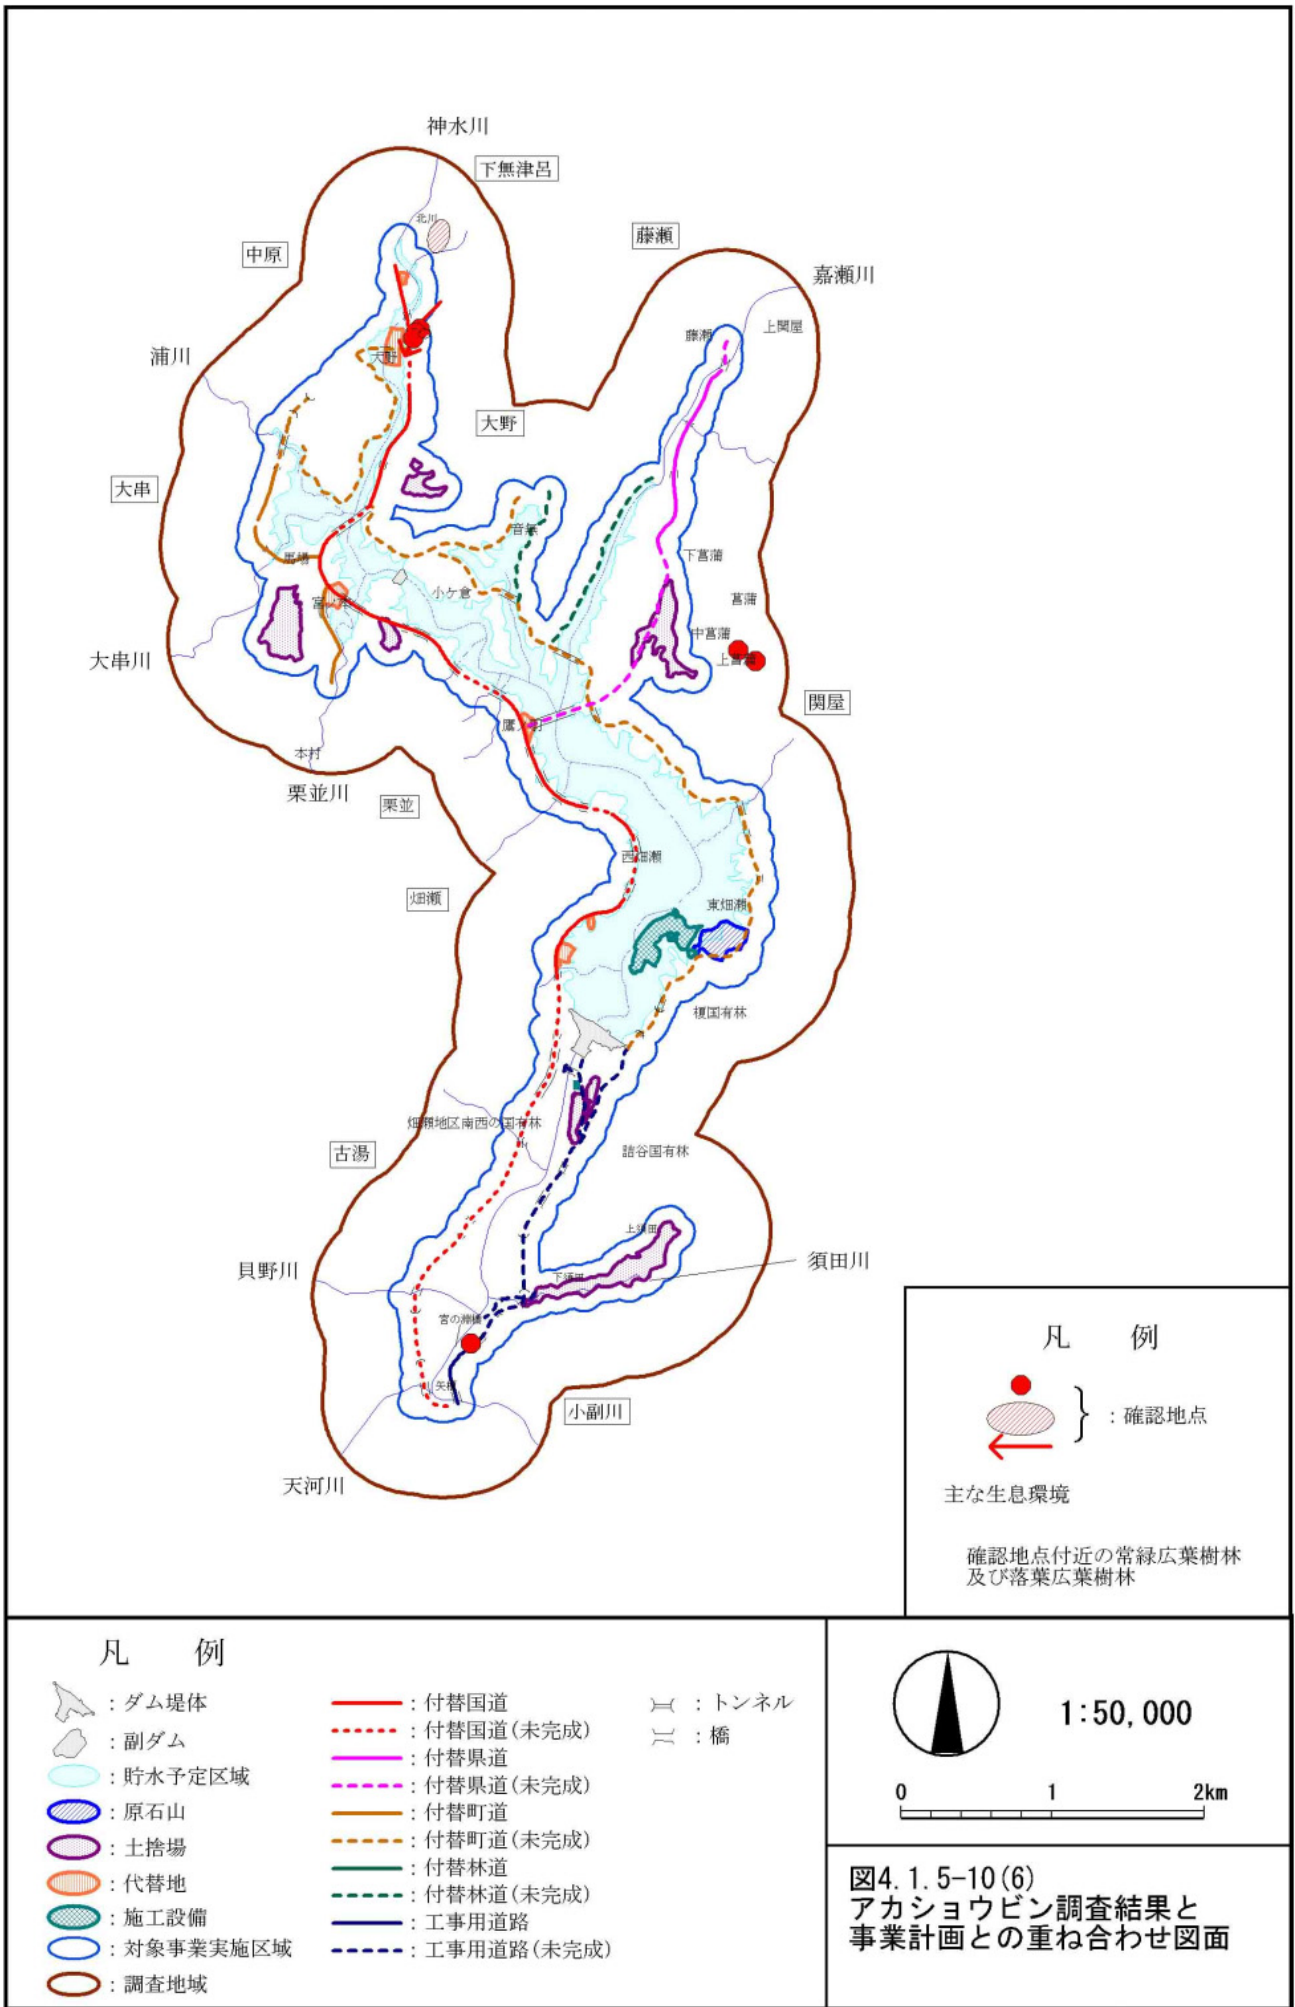 神水川
下無津呂
北川
藤瀬
中原
嘉瀬川
上関屋
藤瀬
浦川
大野
大野
大串
音無
馬場
下菖蒲
小ケ倉
菖蒲
中菖蒲
大串川
関屋
本村
栗並川
栗並
西畑瀬
畑瀬
東畑瀬
榎国有林
畑瀬地区南西の国有林
詰谷国有林
古湯
上須田
須田川
貝野川
下須田
宮の淵橋
小副川
天河川
凡 例
:確認地点
主な生息環境
確認地点付近の常緑広葉樹林
及び落葉広葉樹林
凡 例
:ダム堤体
:副ダム
:貯水予定区域
:原石山
:土捨場
:代替地
:施工設備
:対象事業実施区域
:調査地域
:付替国道
:付替国道(未完成)
:付替県道
:付替県道(未完成)
:付替町道
:付替町道(未完成)
:付替林道
:付替林道(未完成)
:工事用道路
:工事用道路(未完成)
:トンネル
:橋
1:50,000
0 1 2km
図4.1.5-10(6)
アカショウビン調査結果と
事業計画との重ね合わせ図面